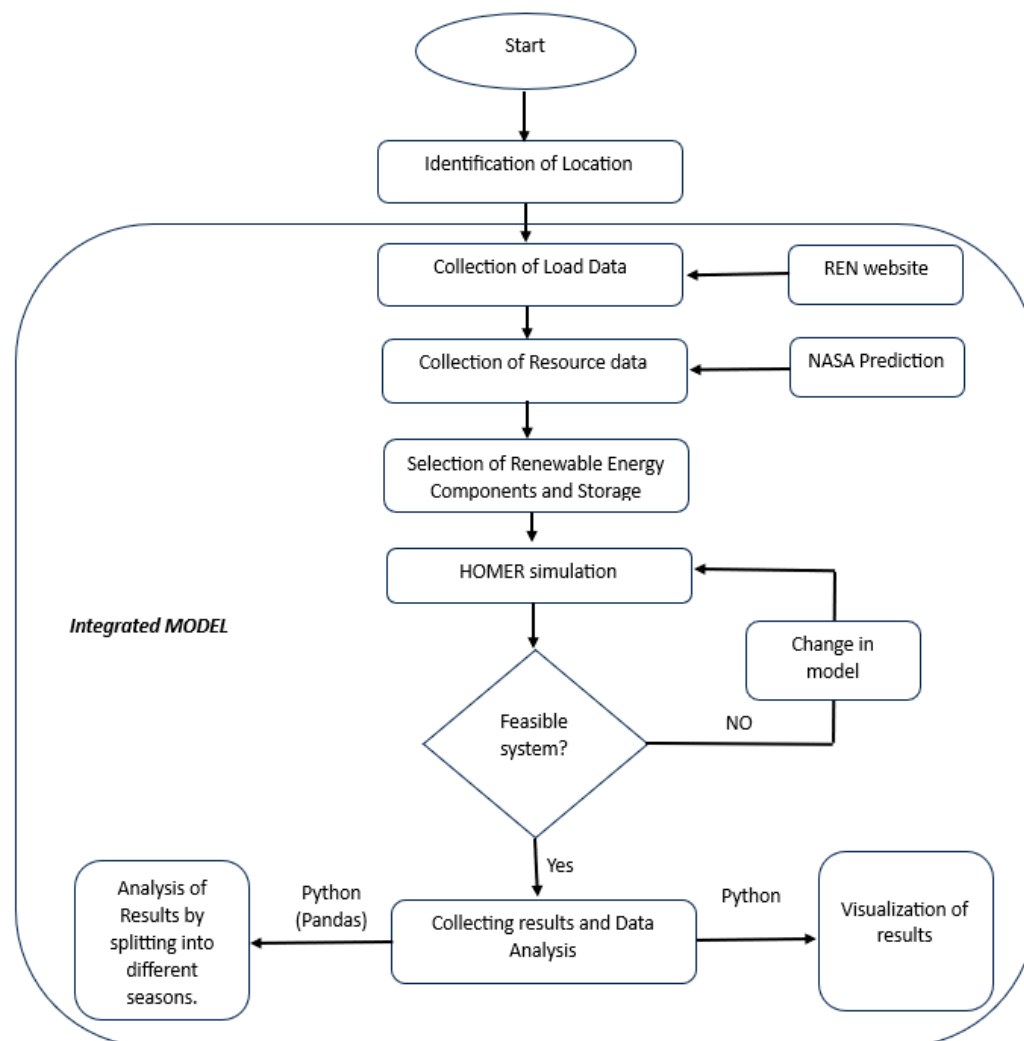 Start
Identification of Location
Collection of Load Data
REN website
Collection of Resource data
NASA Prediction
Selection of Renewable Energy
Components and Storage
HOMER simulation
Integrated MODEL
Change in
model
Feasible
system?
NO
Yes
Analysis of
Results by
splitting into
different
seasons.
Python
(Pandas)
Collecting results and Data
Analysis
Python
Visualization of
results